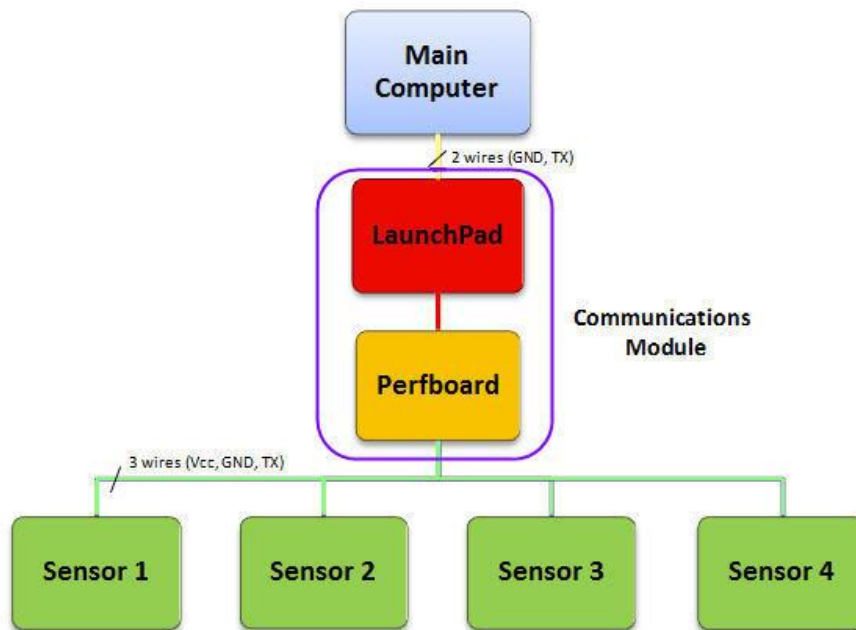 Main
Computer
2 wires (GND, TX)
LaunchPad
Communications
Module
Perfboard
3 wires (Vcc, GND, TX)
Sensor 1
Sensor 2
Sensor 3
Sensor 4